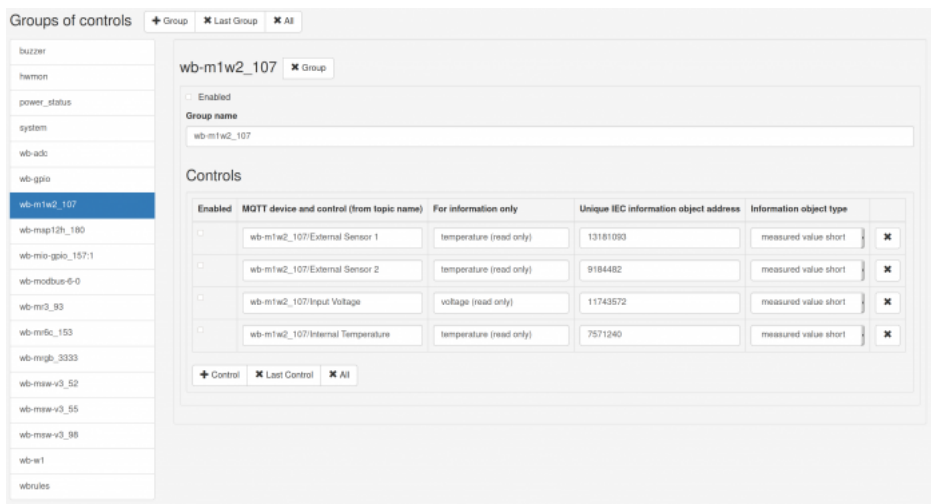 Groups of controls + Group ✖ Last Group ✖ All
buzzer
hwmon
power_status
system
wb-adc
wb-gpio
wb-m1w2_107
wb-map12h_180
wb-mio-gpio_157:1
wb-modbus-6-0
wb-mr3_93
wb-mr6c_153
wb-mrgb_3333
wb-msw-v3_52
wb-msw-v3_55
wb-msw-v3_98
wb-w1
wbrules
wb-m1w2_107 ✖ Group
Enabled
Group name
wb-m1w2_107
Controls
Enabled MQTT device and control (from topic name) For information only Unique IEC information object address Information object type
wb-m1w2_107/External Sensor 1 temperature (read only) 13181093 measured value short ✖
wb-m1w2_107/External Sensor 2 temperature (read only) 9184482 measured value short ✖
wb-m1w2_107/Input Voltage voltage (read only) 11743572 measured value short ✖
wb-m1w2_107/Internal Temperature temperature (read only) 7571240 measured value short ✖
+ Control ✖ Last Control ✖ All